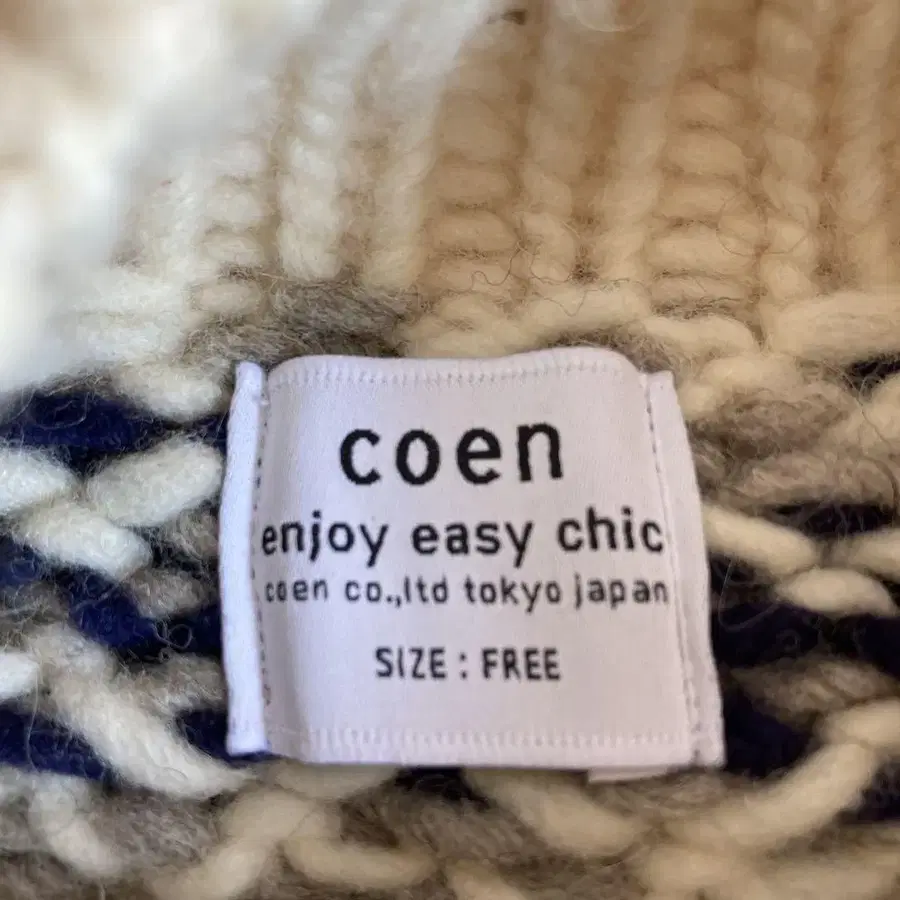 coen
enjoy easy chic
coen co.,ltd tokyo japan
SIZE : FREE